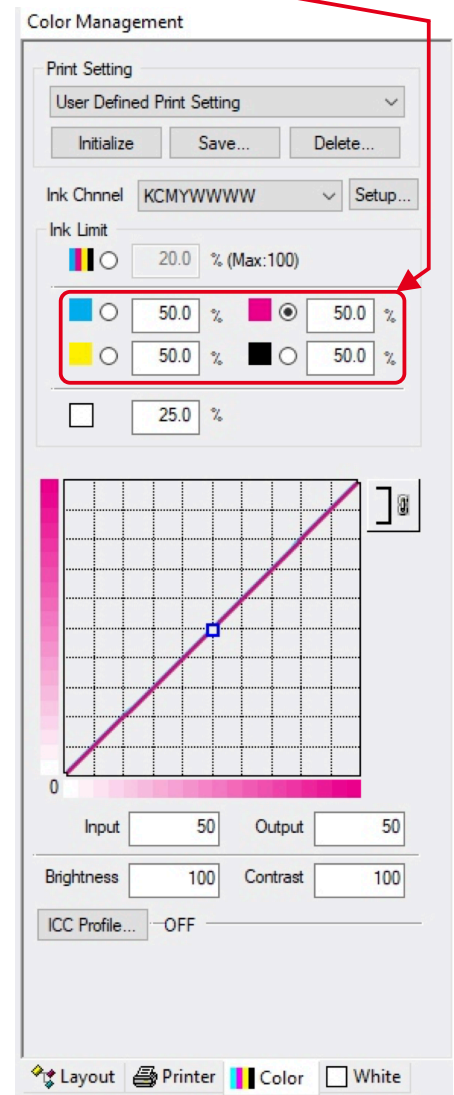 Color Management
Print Setting
User Defined Print Setting
Initialize Save... Delete...
Ink Chnnel KCMYWWWW Setup...
Ink Limit
20.0 % (Max:100)
50.0 % 50.0 %
50.0 % 50.0 %
25.0 %
0
Input 50 Output 50
Brightness 100 Contrast 100
ICC Profile... OFF
Layout Printer Color White